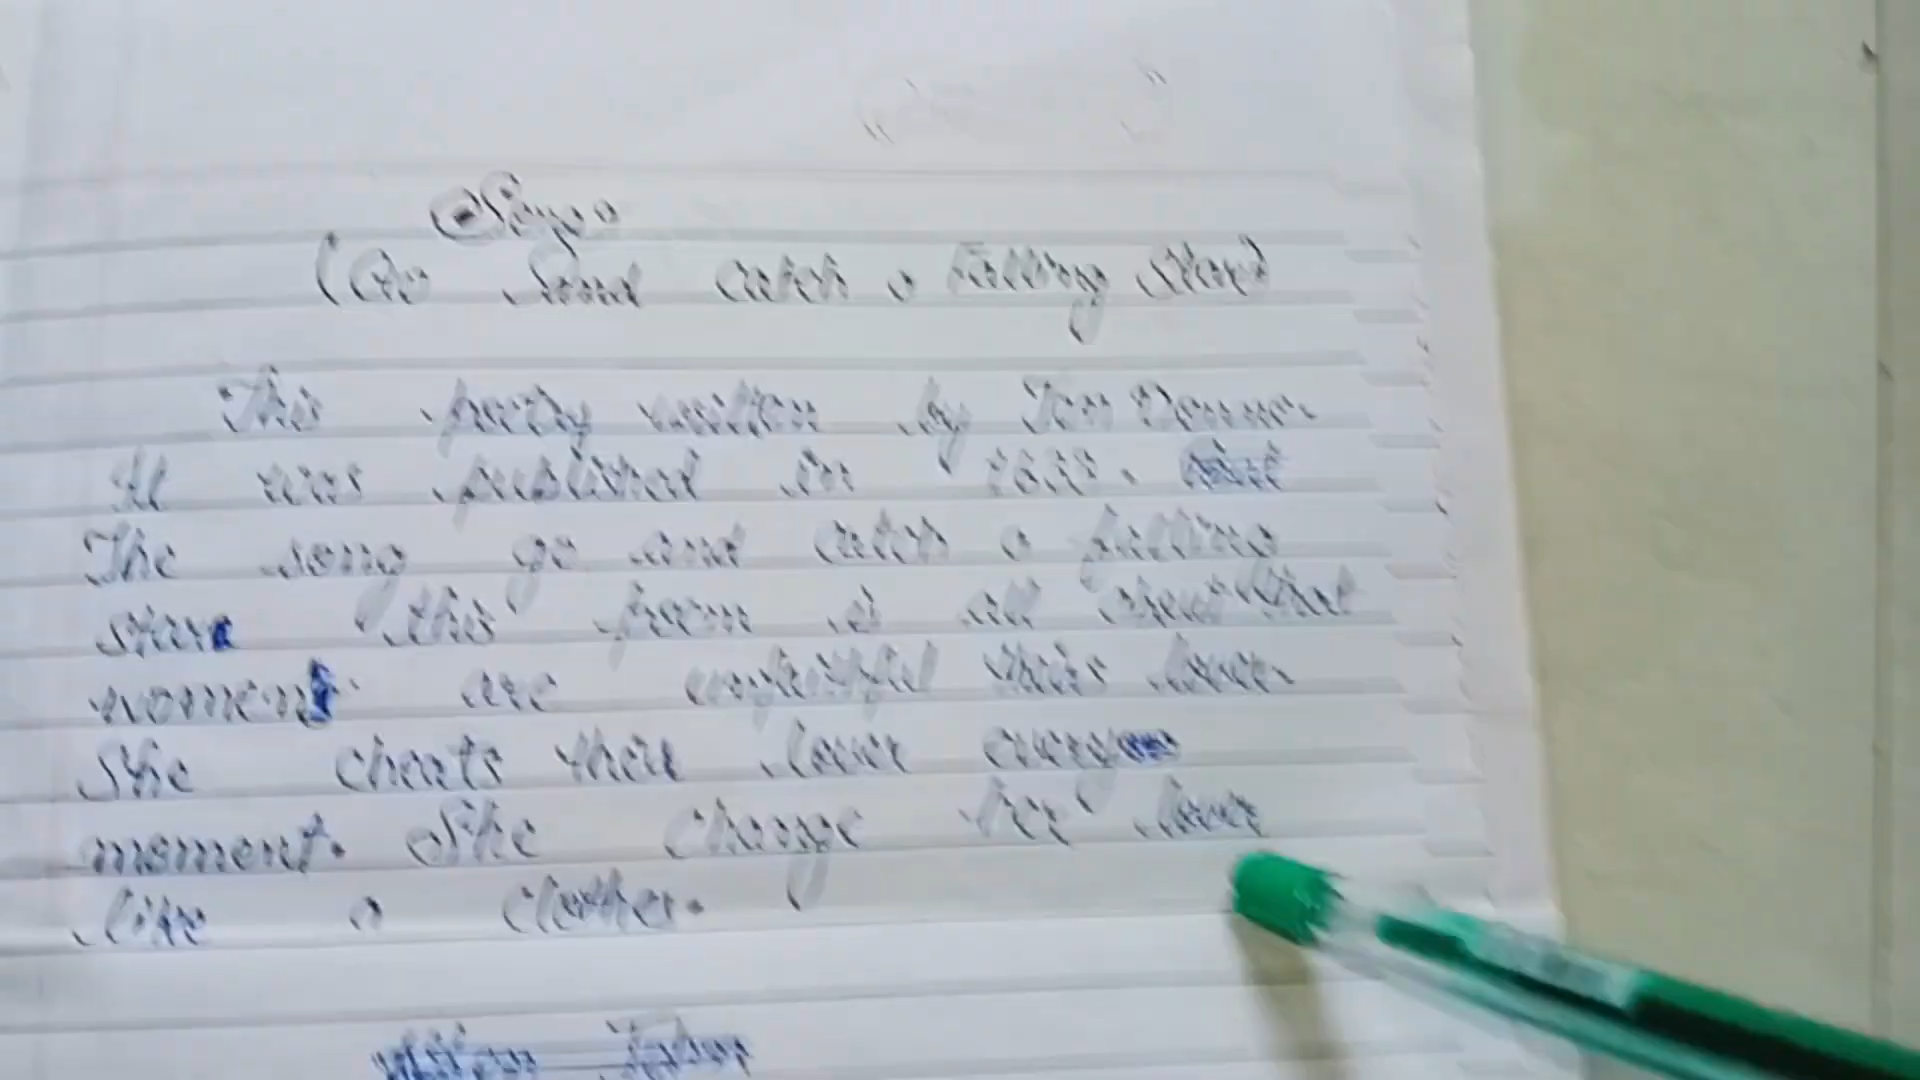 Song
(Go And catch a Falling Star)
This poetry written by Jon Donne.
It was published in 1633.
The song go and catch a falling
star this poem is all about that
women are unfaithful their lover.
She cheats their lover every
moment. She change her lover
like a clothes.